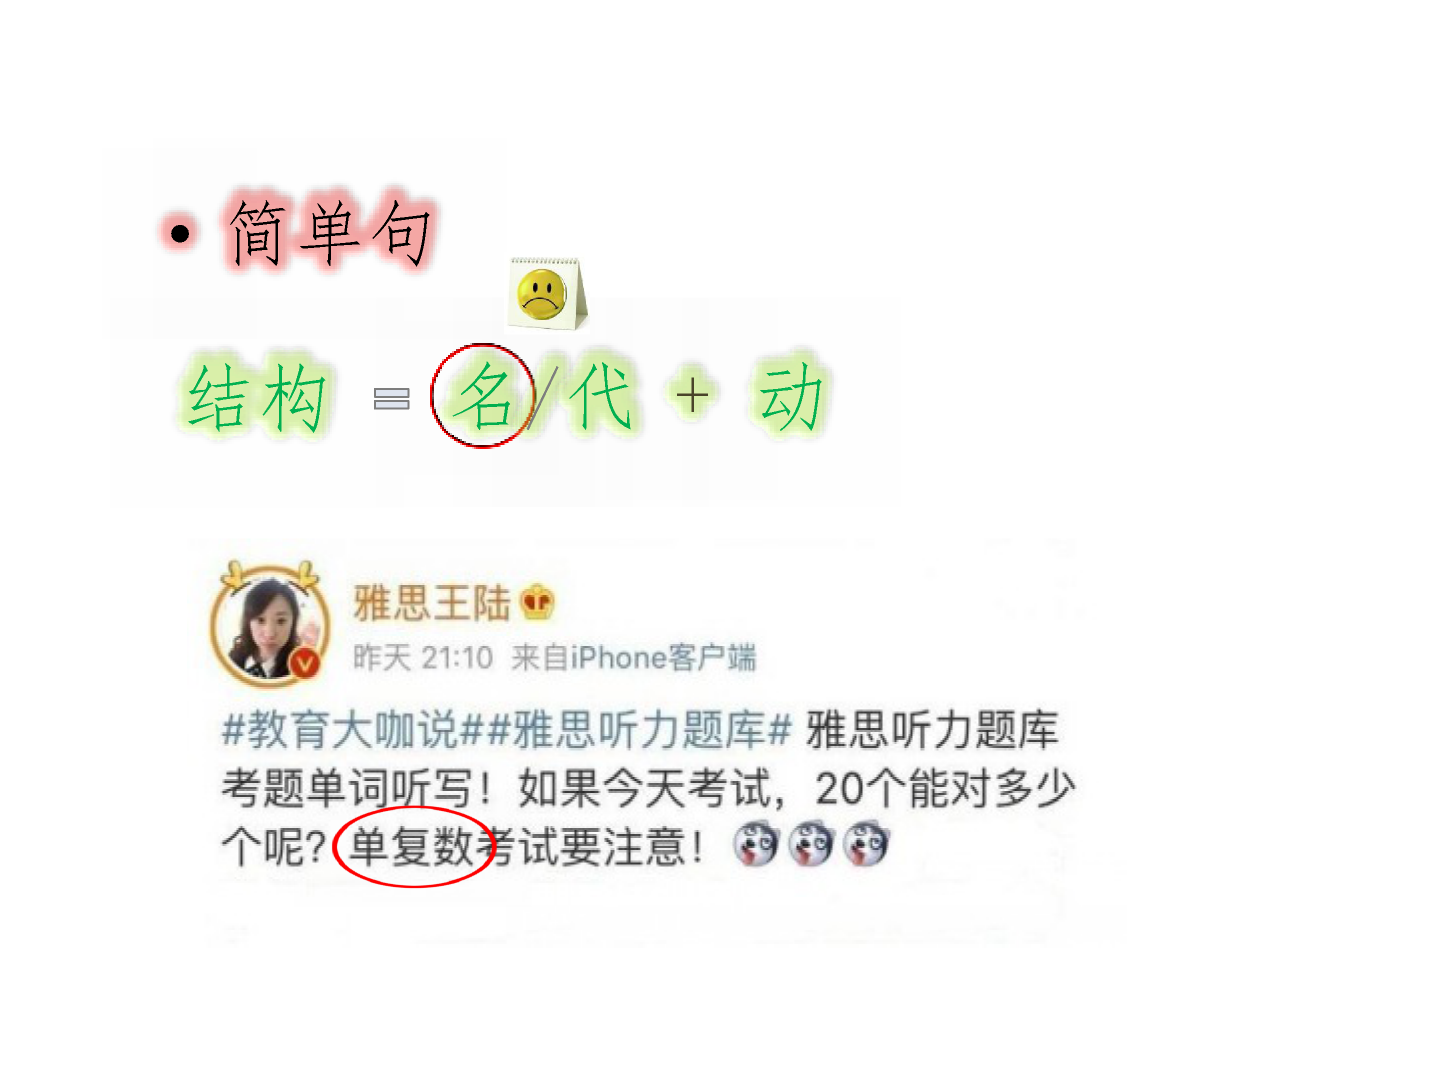 • 简单句
结构 = 名/代 + 动
雅思王陆
昨天 21:10 来自iPhone客户端
#教育大咖说##雅思听力题库# 雅思听力题库
考题单词听写！如果今天考试，20个能对多少
个呢？单复数考试要注意！